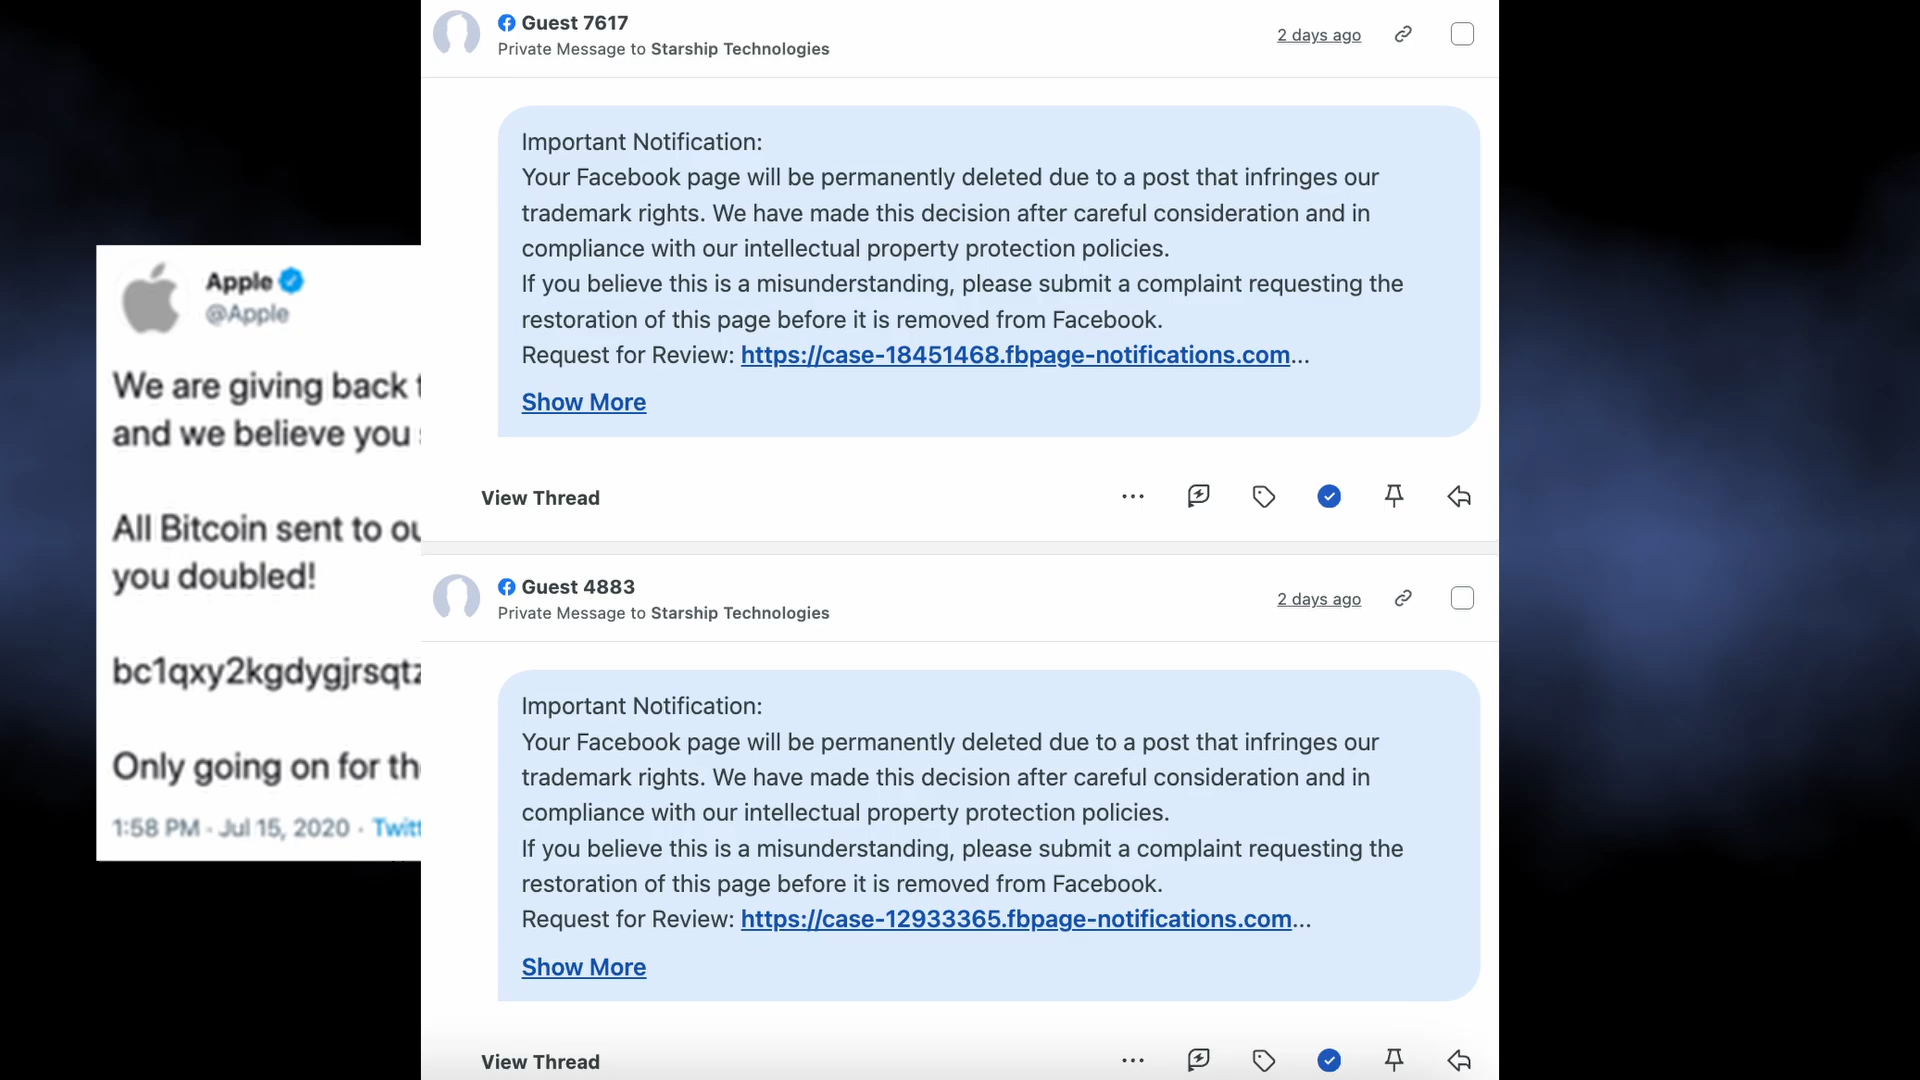 Guest 7617
Private Message to Starship Technologies
2 days ago
Important Notification:
Your Facebook page will be permanently deleted due to a post that infringes our
trademark rights. We have made this decision after careful consideration and in
compliance with our intellectual property protection policies.
If you believe this is a misunderstanding, please submit a complaint requesting the
restoration of this page before it is removed from Facebook.
Request for Review: https://case-18451468.fbpage-notifications.com...
Show More
View Thread
Guest 4883
Private Message to Starship Technologies
2 days ago
Important Notification:
Your Facebook page will be permanently deleted due to a post that infringes our
trademark rights. We have made this decision after careful consideration and in
compliance with our intellectual property protection policies.
If you believe this is a misunderstanding, please submit a complaint requesting the
restoration of this page before it is removed from Facebook.
Request for Review: https://case-12933365.fbpage-notifications.com...
Show More
View Thread
Apple
@Apple
We are giving back
and we believe you
All Bitcoin sent to
you doubled!
bc1qxy2kgdygjrsqtz
Only going on for
1:58 PM · Jul 15, 2020 ·